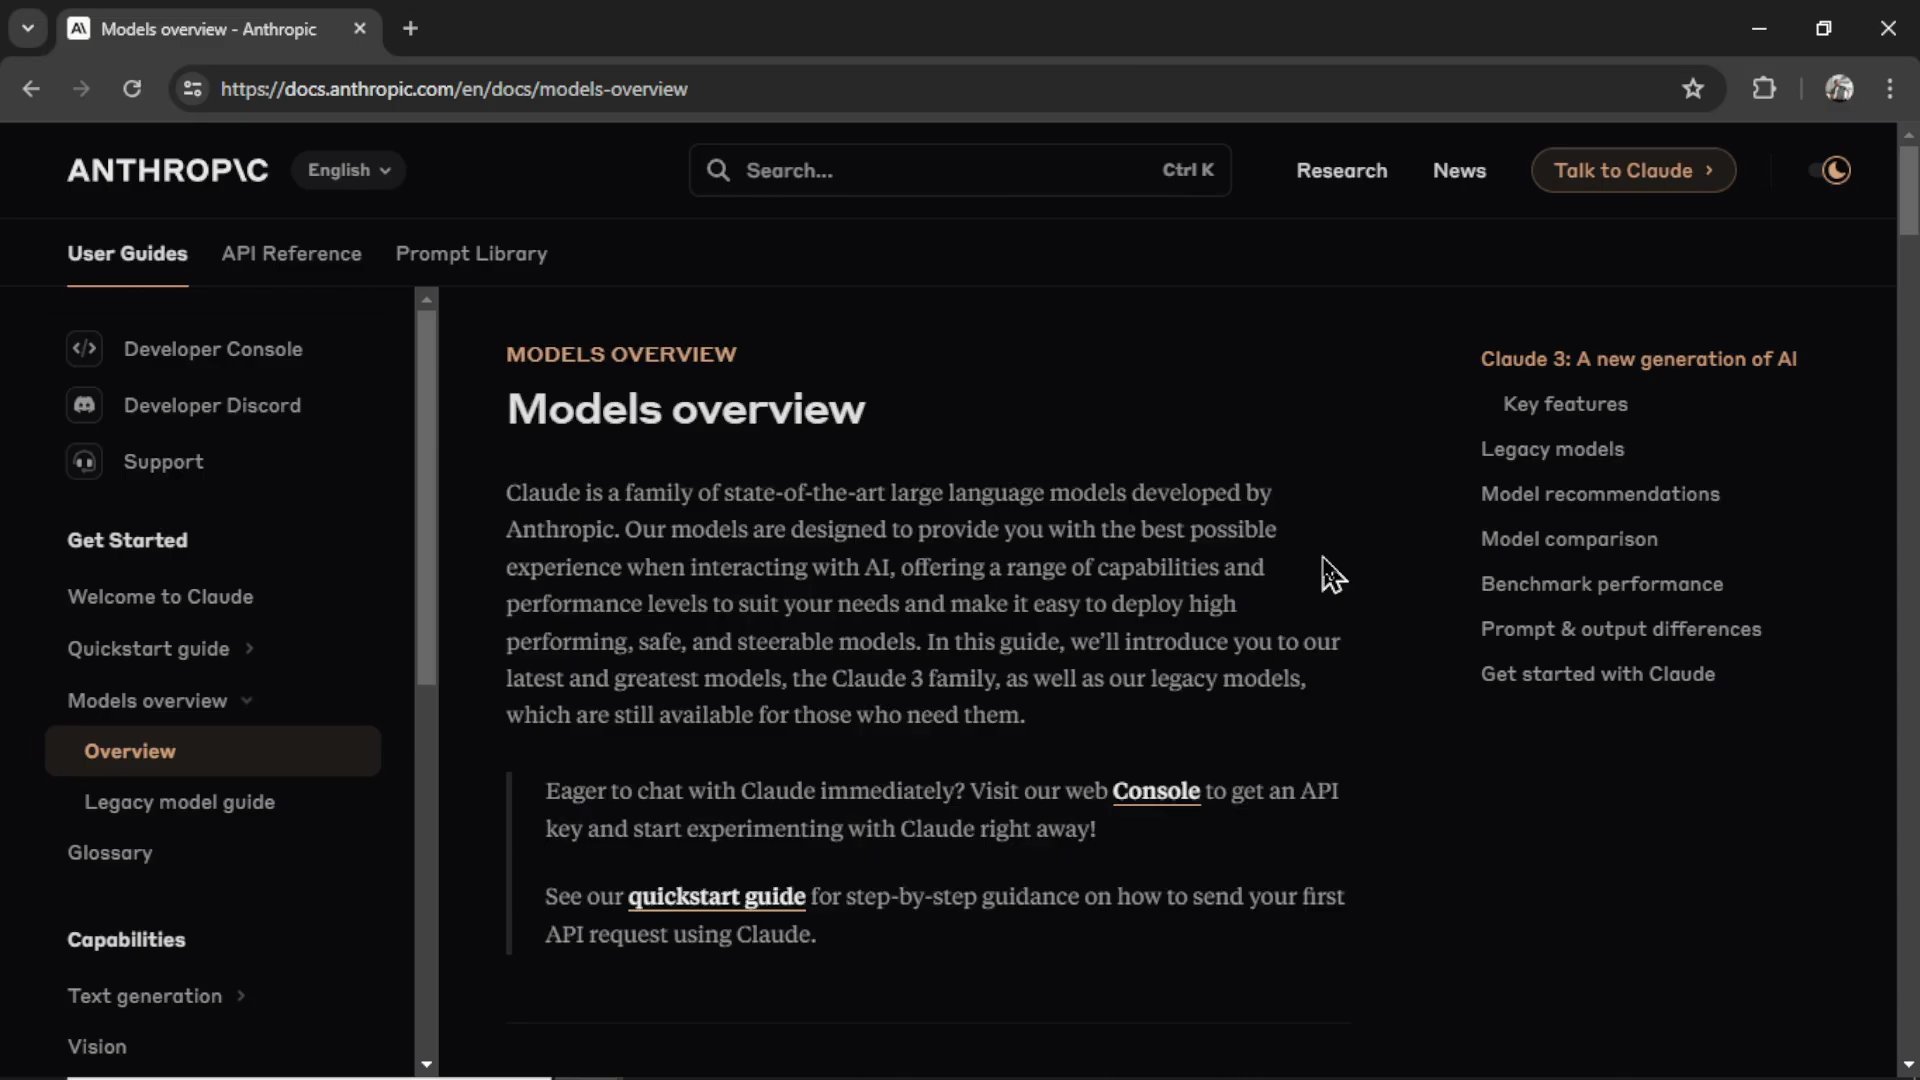 Models overview - Anthropic
https://docs.anthropic.com/en/docs/models-overview
ANTHROP\C
English
Search...
Ctrl K
Research
News
Talk to Claude
User Guides
API Reference
Prompt Library
Developer Console
Developer Discord
Support
Get Started
Welcome to Claude
Quickstart guide
Models overview
Overview
Legacy model guide
Glossary
Capabilities
Text generation
Vision
MODELS OVERVIEW
Models overview
Claude is a family of state-of-the-art large language models developed by
Anthropic. Our models are designed to provide you with the best possible
experience when interacting with AI, offering a range of capabilities and
performance levels to suit your needs and make it easy to deploy high
performing, safe, and steerable models. In this guide, we’ll introduce you to our
latest and greatest models, the Claude 3 family, as well as our legacy models,
which are still available for those who need them.
Eager to chat with Claude immediately? Visit our web Console to get an API
key and start experimenting with Claude right away!
See our quickstart guide for step-by-step guidance on how to send your first
API request using Claude.
Claude 3: A new generation of AI
Key features
Legacy models
Model recommendations
Model comparison
Benchmark performance
Prompt & output differences
Get started with Claude